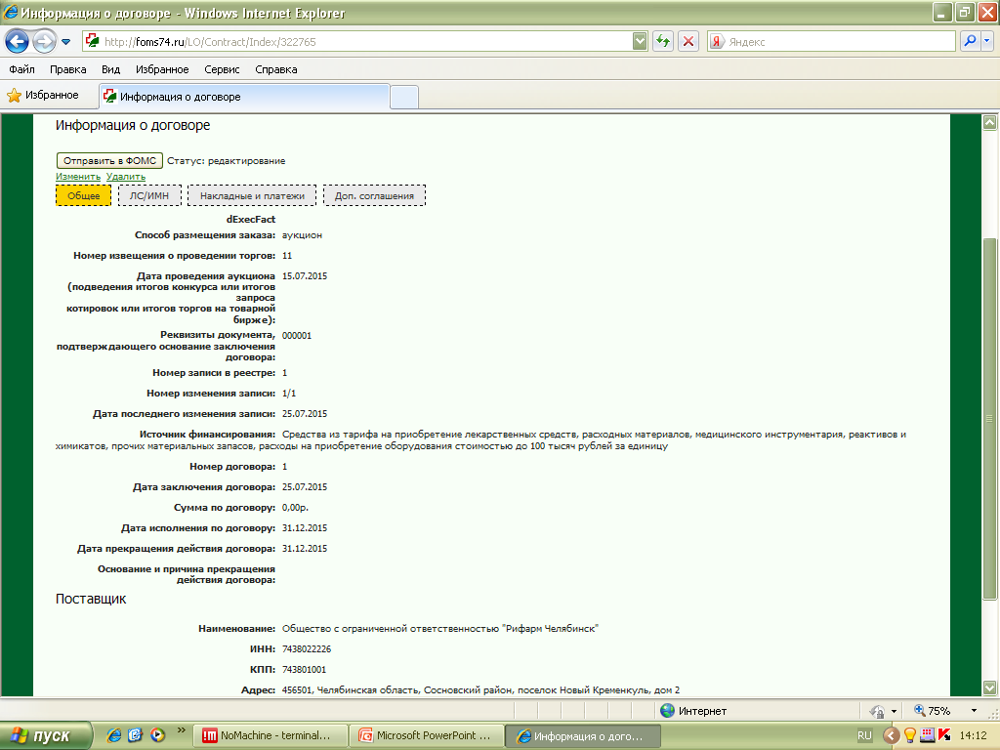 Информация о договоре - Windows Internet Explorer
http://foms74.ru/LO/Contract/Index/322765
Яндекс
Файл Правка Вид Избранное Сервис Справка
Избранное Информация о договоре
Информация о договоре
Отправить в ФОМС Статус: редактирование
Изменить Удалить
Общее ЛС/ИМН Накладные и платежи Доп. соглашения
dExecFact
Способ размещения заказа: аукцион
Номер извещения о проведении торгов: 11
Дата проведения аукциона 15.07.2015
(подведения итогов конкурса или итогов
запроса
котировок или итогов торгов на товарной
бирже):
Реквизиты документа, 000001
подтверждающего основание заключения
договора:
Номер записи в реестре: 1
Номер изменения записи: 1/1
Дата последнего изменения записи: 25.07.2015
Источник финансирования: Средства из тарифа на приобретение лекарственных средств, расходных материалов, медицинского инструментария, реактивов и
химикатов, прочих материальных запасов, расходы на приобретение оборудования стоимостью до 100 тысяч рублей за единицу
Номер договора: 1
Дата заключения договора: 25.07.2015
Сумма по договору: 0,00р.
Дата исполнения по договору: 31.12.2015
Дата прекращения действия договора: 31.12.2015
Основание и причина прекращения
действия договора:
Поставщик
Наименование: Общество с ограниченной ответственностью "Рифарм Челябинск"
ИНН: 7438022226
КПП: 743801001
Адрес: 456501, Челябинская область, Сосновский район, поселок Новый Кременкуль, дом 2
Интернет 75%
пуск NoMachine - terminal... Microsoft PowerPoint ... Информация о дого... RU 14:12